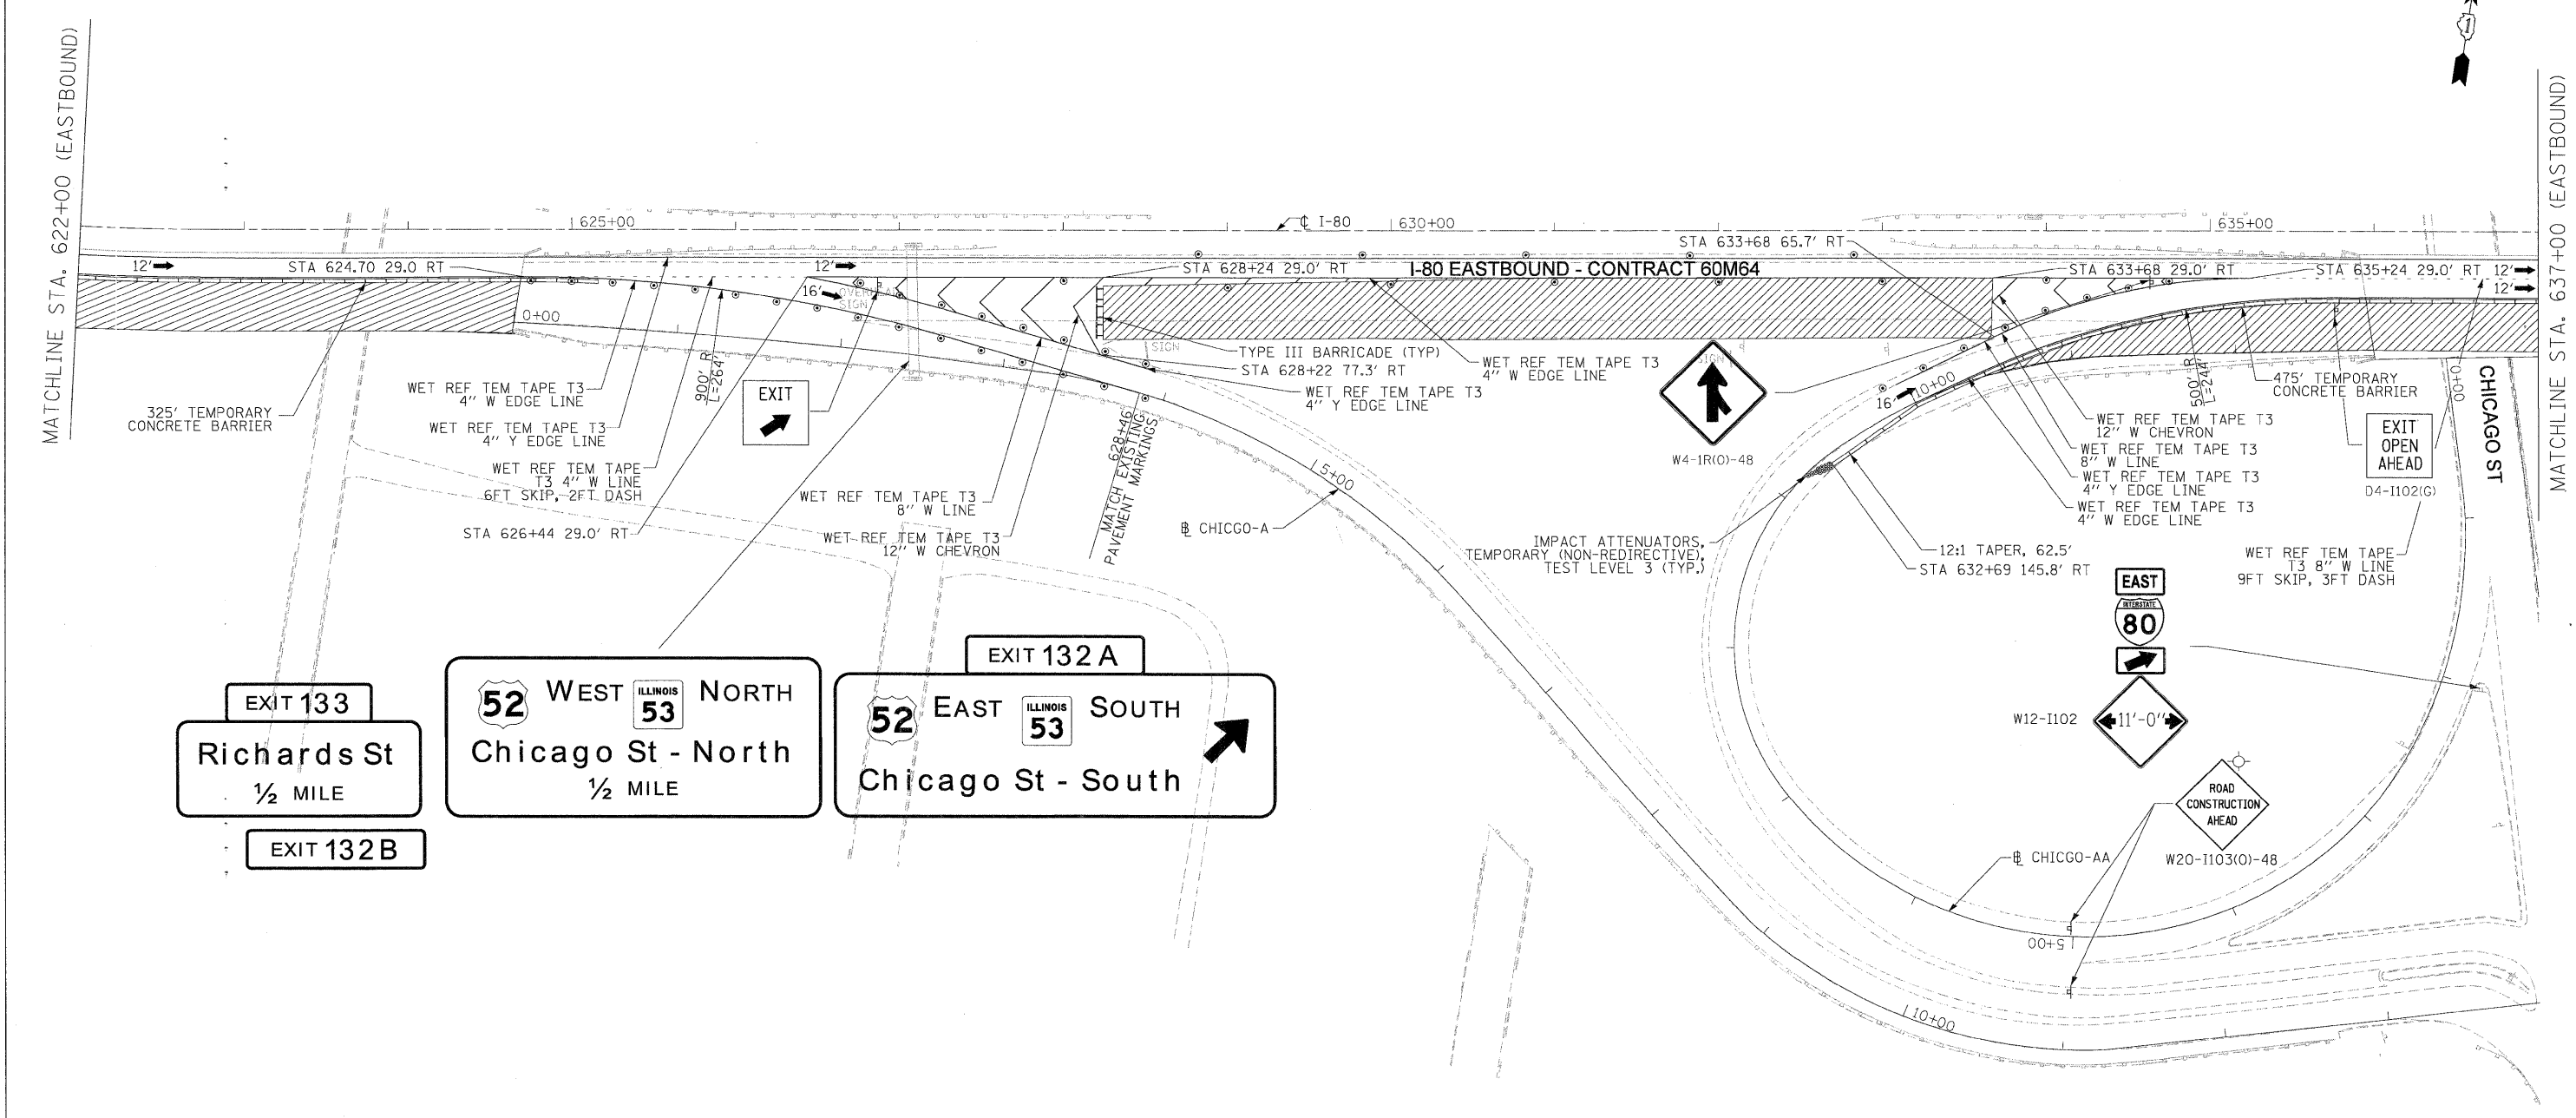 MATCHLINE STA. 622+00 (EASTBOUND)
625+00
℄ I-80
630+00
635+00
MATCHLINE STA. 637+00 (EASTBOUND)
12'
STA 624.70 29.0 RT
12'
STA 628+24 29.0' RT
I-80 EASTBOUND - CONTRACT 60M64
STA 633+68 65.7' RT
STA 633+68 29.0' RT
STA 635+24 29.0' RT
12'
12'
16'
OVERHEAD
SIGN
0+00
900' R
L=264'
325' TEMPORARY
CONCRETE BARRIER
WET REF TEM TAPE T3
4" W EDGE LINE
WET REF TEM TAPE T3
4" Y EDGE LINE
WET REF TEM TAPE
T3 4" W LINE
6FT SKIP, 2FT DASH
STA 626+44 29.0' RT
EXIT
WET REF TEM TAPE T3
8" W LINE
WET REF TEM TAPE T3
12" W CHEVRON
628+46
MATCH EXISTING
PAVEMENT MARKINGS
SIGN
TYPE III BARRICADE (TYP)
STA 628+22 77.3' RT
WET REF TEM TAPE T3
4" Y EDGE LINE
WET REF TEM TAPE T3
4" W EDGE LINE
5+00
℄ CHICGO-A
SIGN
W4-1R(O)-48
16'
10+00
500' R
L=244'
IMPACT ATTENUATORS,
TEMPORARY (NON-REDIRECTIVE),
TEST LEVEL 3 (TYP.)
12:1 TAPER, 62.5'
STA 632+69 145.8' RT
WET REF TEM TAPE T3
12" W CHEVRON
WET REF TEM TAPE T3
8" W LINE
WET REF TEM TAPE T3
4" Y EDGE LINE
WET REF TEM TAPE T3
4" W EDGE LINE
475' TEMPORARY
CONCRETE BARRIER
EXIT
OPEN
AHEAD
D4-I102(G)
WET REF TEM TAPE
T3 8" W LINE
9FT SKIP, 3FT DASH
0+00
CHICAGO ST
EAST
INTERSTATE
80
W12-I102
11'-0"
ROAD
CONSTRUCTION
AHEAD
W20-I103(O)-48
℄ CHICGO-AA
5+00
10+00
EXIT 133
Richards St
½ MILE
EXIT 132B
52 WEST ILLINOIS 53 NORTH
Chicago St - North
½ MILE
EXIT 132A
52 EAST ILLINOIS 53 SOUTH
Chicago St - South